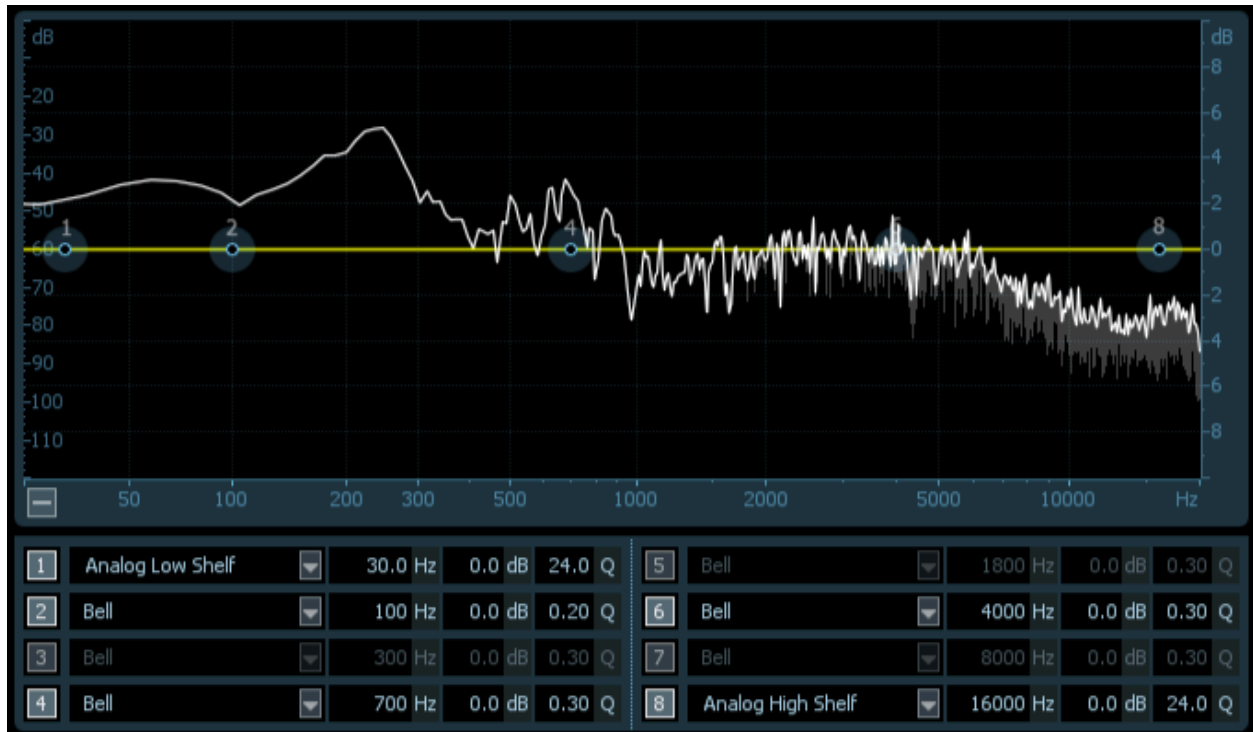 dB
dB
8
-20
6
-30
4
-40
2
-50
1
2
4
6
8
-60
0
-70
2
-80
4
-90
6
-100
8
-110
50 100 200 300 500 1000 2000 5000 10000 Hz
1 Analog Low Shelf 30.0 Hz 0.0 dB 24.0 Q
5 Bell 1800 Hz 0.0 dB 0.30 Q
2 Bell 100 Hz 0.0 dB 0.20 Q
6 Bell 4000 Hz 0.0 dB 0.30 Q
3 Bell 300 Hz 0.0 dB 0.30 Q
7 Bell 8000 Hz 0.0 dB 0.30 Q
4 Bell 700 Hz 0.0 dB 0.30 Q
8 Analog High Shelf 16000 Hz 0.0 dB 24.0 Q